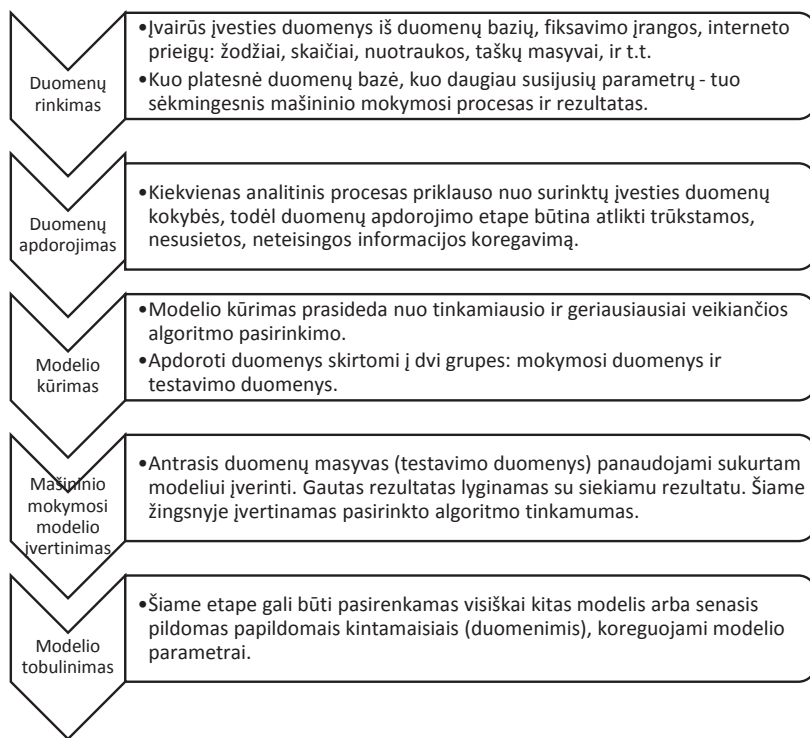 Duomenų
rinkimas
•Įvairūs įvesties duomenys iš duomenų bazių, fiksavimo įrangos, interneto
prieigų: žodžiai, skaičiai, nuotraukos, taškų masyvai, ir t.t.
•Kuo platesnė duomenų bazė, kuo daugiau susijusių parametrų - tuo
sėkmingesnis mašininio mokymosi procesas ir rezultatas.
Duomenų
apdorojimas
•Kiekvienas analitinis procesas priklauso nuo surinktų įvesties duomenų
kokybės, todėl duomenų apdorojimo etape būtina atlikti trūkstamos,
nesusietos, neteisingos informacijos koregavimą.
Modelio
kūrimas
•Modelio kūrimas prasideda nuo tinkamiausio ir geriausiausiai veikiančios
algoritmo pasirinkimo.
•Apdoroti duomenys skirtomi į dvi grupes: mokymosi duomenys ir
testavimo duomenys.
Mašininio
mokymosi
modelio
įvertinimas
•Antrasis duomenų masyvas (testavimo duomenys) panaudojami sukurtam
modeliui įverinti. Gautas rezultatas lyginamas su siekiamu rezultatu. Šiame
žingsnyje įvertinamas pasirinkto algoritmo tinkamumas.
Modelio
tobulinimas
•Šiame etape gali būti pasirenkamas visiškai kitas modelis arba senasis
pildomas papildomais kintamaisiais (duomenimis), koreguojami modelio
parametrai.